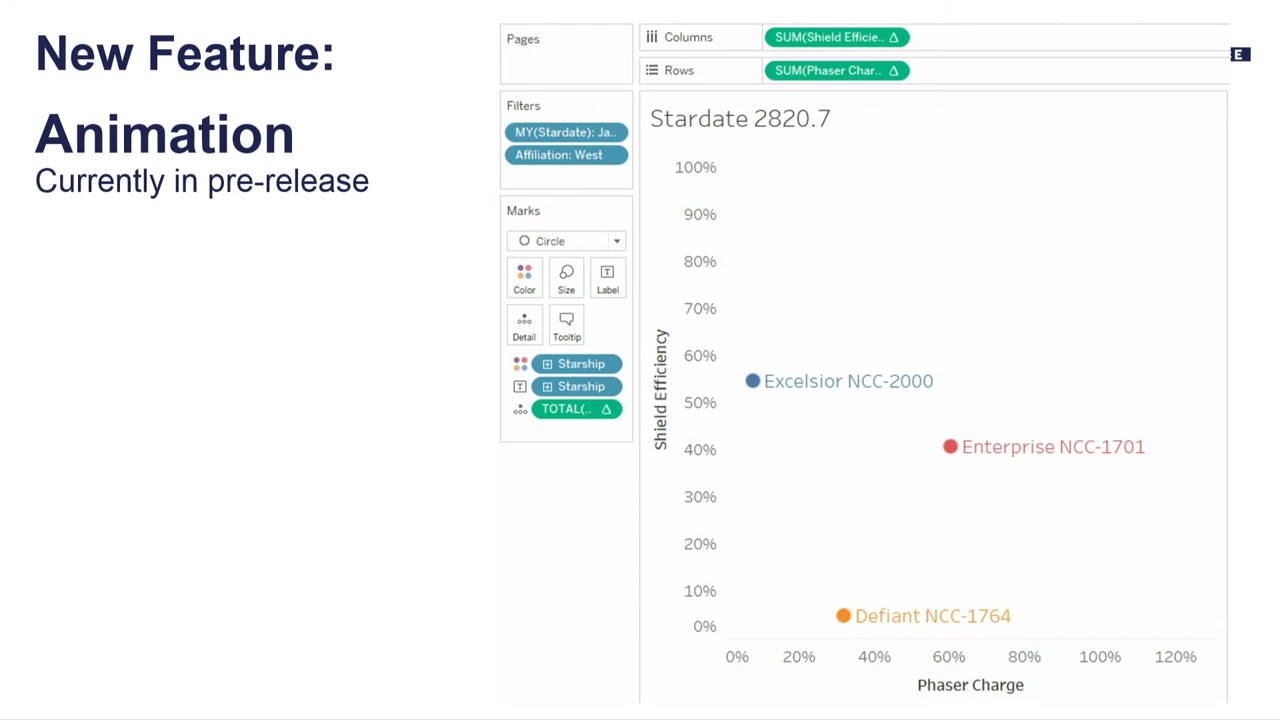 New Feature:
Animation
Currently in pre-release
Pages
Columns
SUM(Shield Efficie..
E
Rows
SUM(Phaser Char..
Filters
MY(Stardate): Ja..
Affiliation: West
Marks
Circle
Color
Size
T
Label
Detail
Tooltip
Starship
T
Starship
TOTAL(..
Stardate 2820.7
100%
90%
80%
70%
60%
50%
40%
30%
20%
10%
0%
Shield Efficiency
Excelsior NCC-2000
Enterprise NCC-1701
Defiant NCC-1764
0%
20%
40%
60%
80%
100%
120%
Phaser Charge